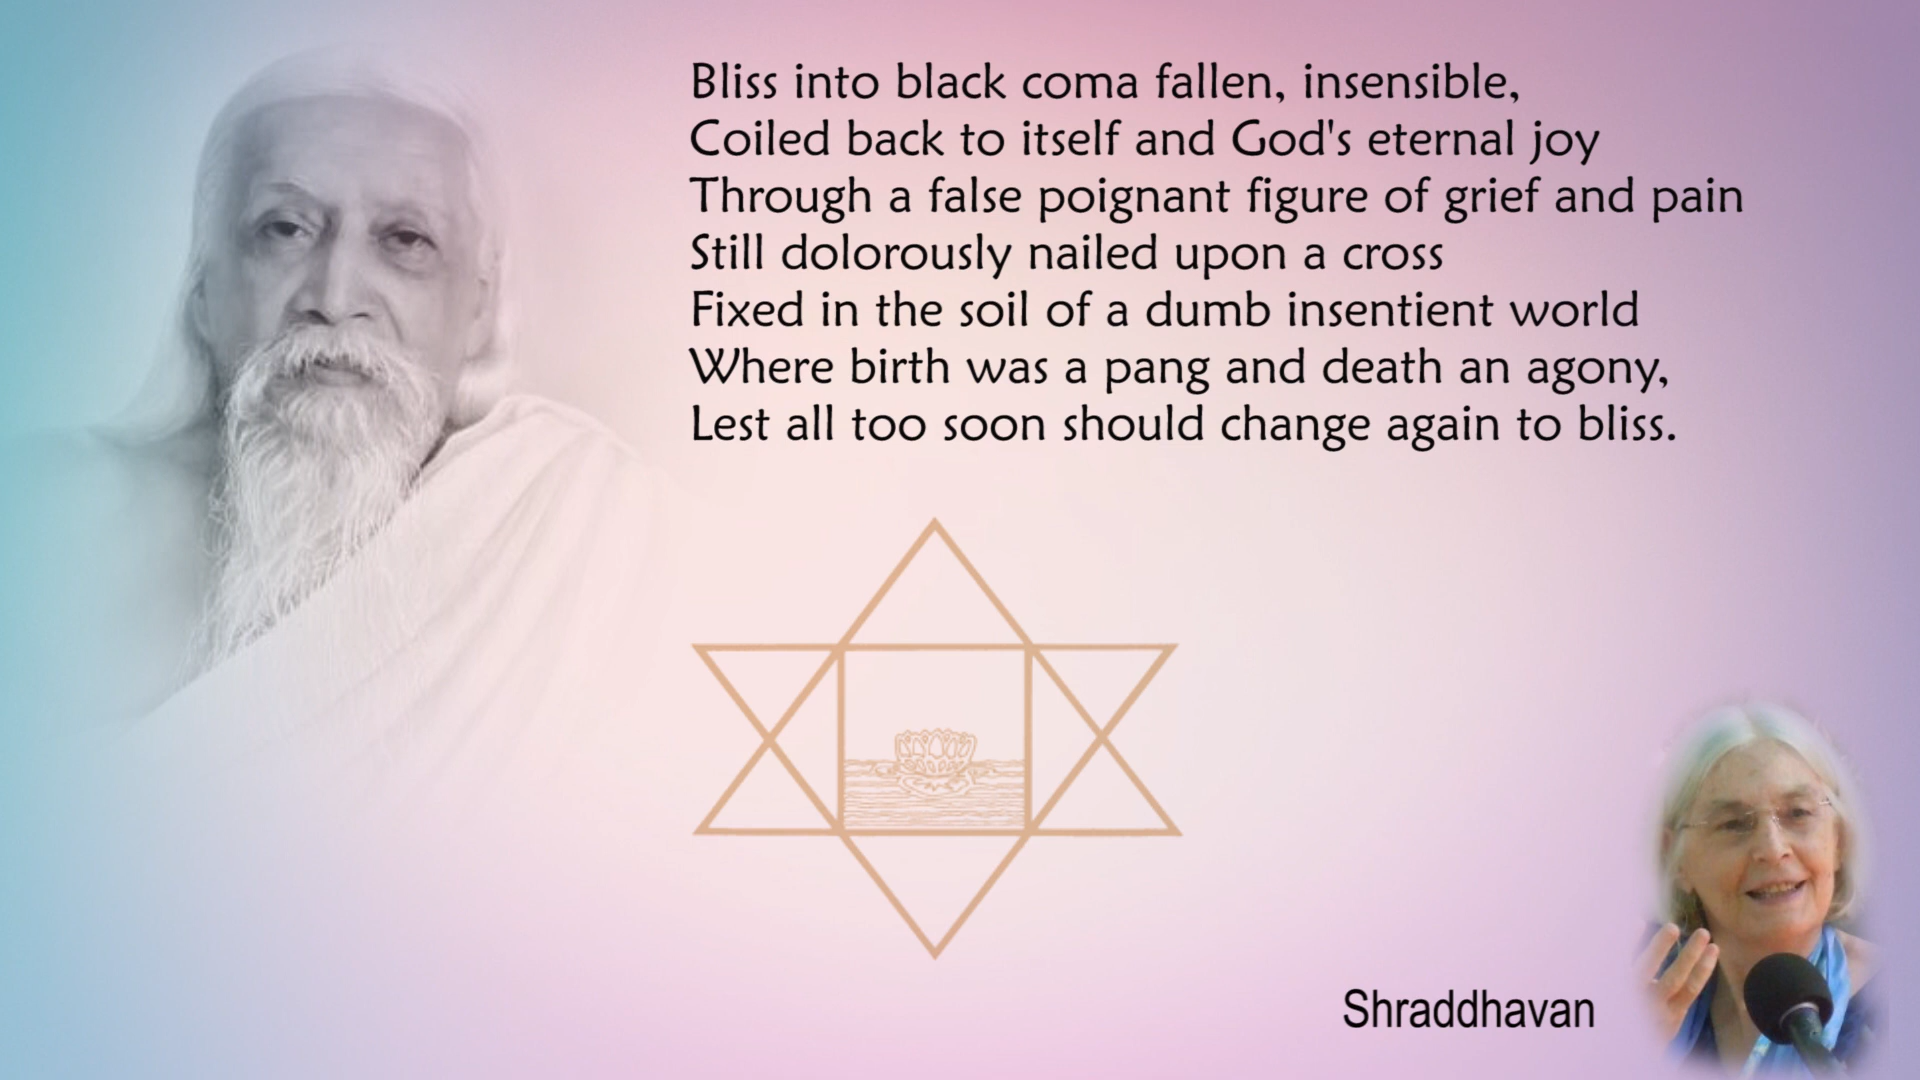 Bliss into black coma fallen, insensible,
Coiled back to itself and God's eternal joy
Through a false poignant figure of grief and pain
Still dolorously nailed upon a cross
Fixed in the soil of a dumb insentient world
Where birth was a pang and death an agony,
Lest all too soon should change again to bliss.
Shraddhavan